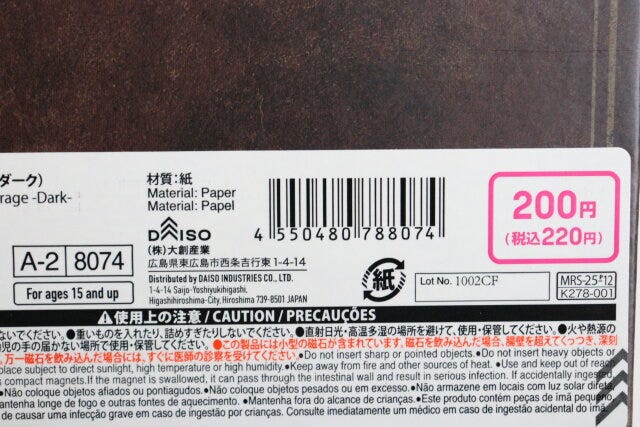 ダーク)
rage -Dark-
材質：紙
Material: Paper
Material: Papel
A-2 8074
For ages 15 and up
DAISO
(株)大創産業
広島県東広島市西条吉行東 1-4-14
Distributed by DAISO INDUSTRIES CO., LTD.
1-4-14 Saijo-Yoshiyukihigashi,
Higashihiroshima-City, Hiroshima 739-8501 JAPAN
4 550480 788074
紙
200円
(税込220円)
Lot No. 1002CF
MRS-25#12
K278-001
⚠使用上の注意 / CAUTION / PRECAUÇÕES
ないでください。●重いものを入れたり、詰めすぎたりしないでください。●直射日光・高温多湿の場所を避けて、使用・保管してください。●火や熱源の
児の手の届かない場所で使用・保管してください。●この製品には小型の磁石が含まれています。磁石を飲み込んだ場合、腸壁を超えてくっつき、深刻
万一磁石を飲み込んだ場合には、すぐに医師の診察を受けてください。●Do not insert sharp or pointed objects.●Do not insert heavy objects or
place subject to direct sunlight, high temperature or high humidity.●Keep away from fire and other sources of heat. ●Use and keep out of reach
s compact magnets.If the magnet is swallowed, it can pass through the intestinal wall and result in serious infection. If accidentally ingested,
●Não coloque objetos afiados ou pontiagudos. ●Não coloque objetos pesados ou em excesso. ●Não armazene em locais com luz solar direta,
mantenha longe de fogo e outras fontes de calor. ●Mantenha fora do alcance de crianças. ●Este produto contém peças de ímã pequeno,
de causar uma infecção grave em caso de ingestão por crianças. Consulte imediatamente um médico em caso de ingestão acidental do ímã.